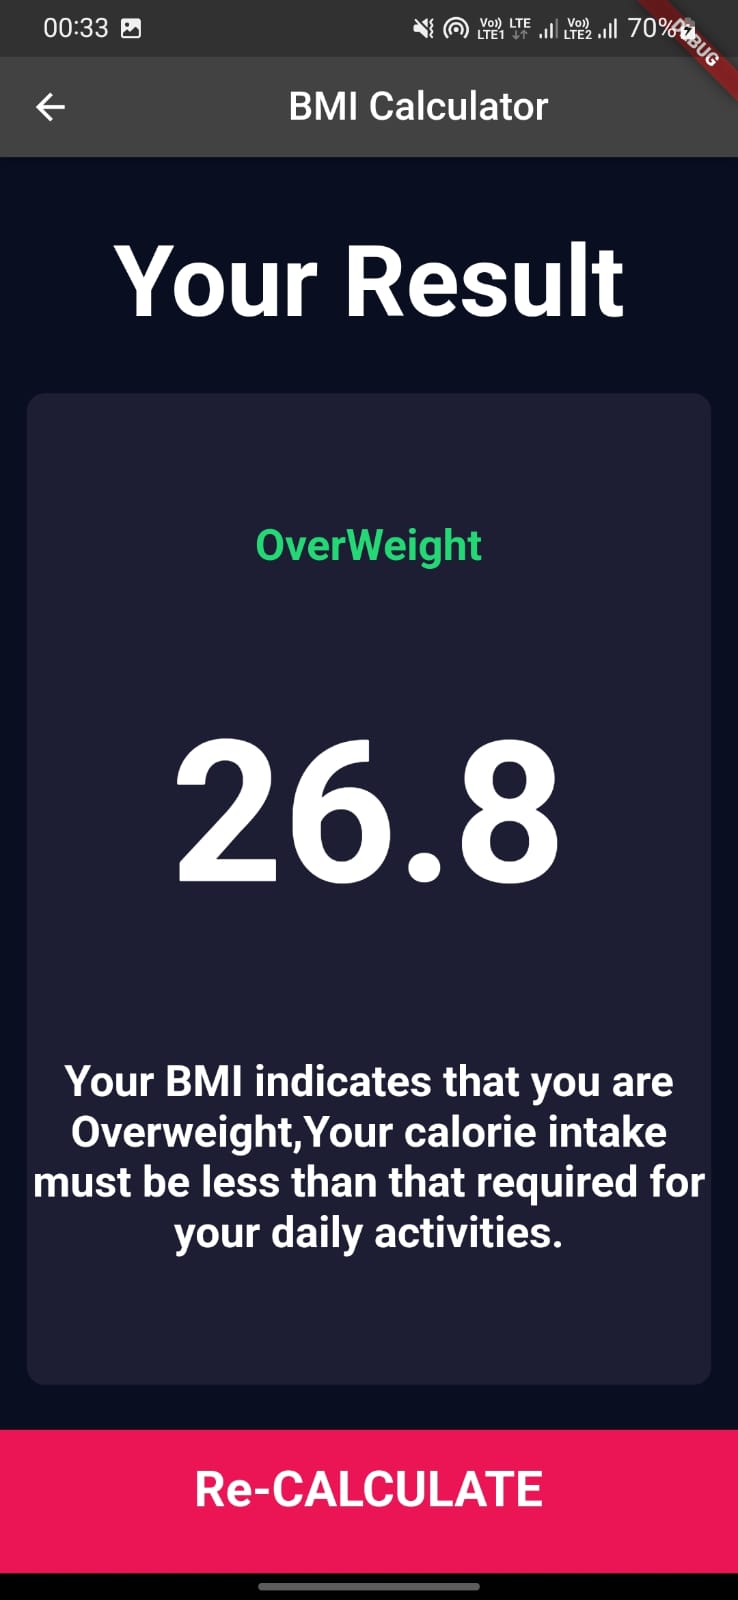 00:33 Vo)) LTE1 LTE Vo)) LTE2 70%
DEBUG
BMI Calculator
Your Result
OverWeight
26.8
Your BMI indicates that you are
Overweight,Your calorie intake
must be less than that required for
your daily activities.
Re-CALCULATE